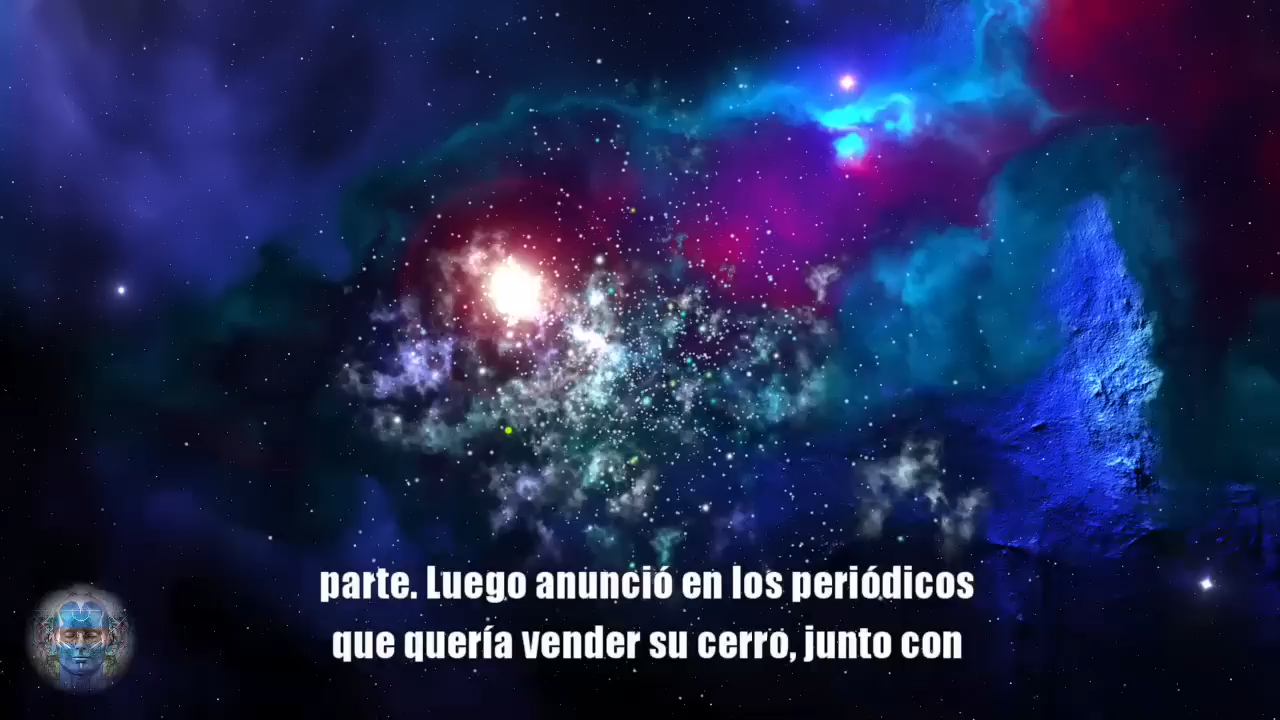 parte. Luego anunció en los periódicos
que quería vender su cerro, junto con